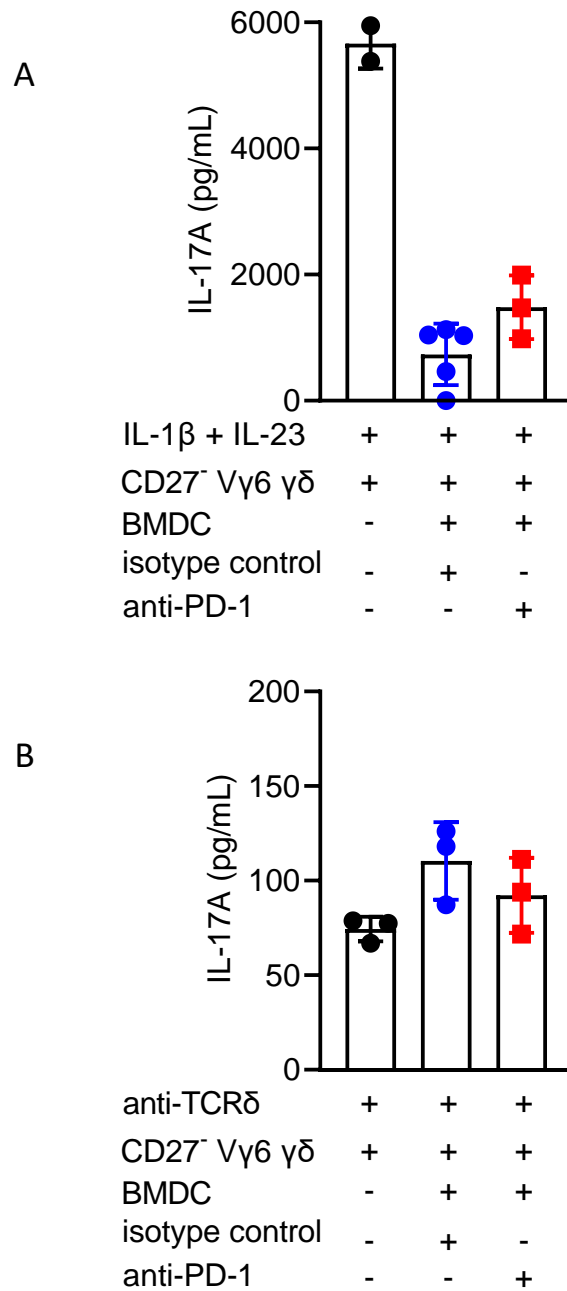 A
IL-17A (pg/mL)
6000
4000
2000
0
IL-1β + IL-23 + + +
CD27⁻ Vγ6 γδ + + +
BMDC - + +
isotype control - + -
anti-PD-1 - - +
B
IL-17A (pg/mL)
200
150
100
50
0
anti-TCRδ + + +
CD27⁻ Vγ6 γδ + + +
BMDC - + +
isotype control - + -
anti-PD-1 - - +